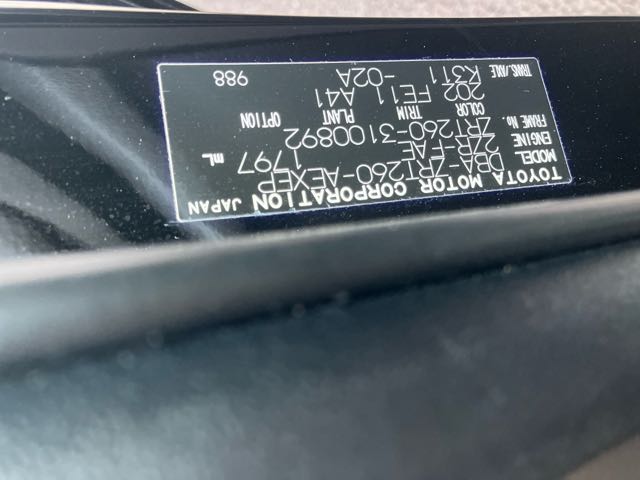 TOYOTA MOTOR CORPORATION JAPAN
MODEL DBA-ZRT260-AEXEP
ENGINE 2ZR-FAE 1797 mL
FRAME No. ZRT260-3100892
COLOR TRIM PLANT OPTION
202 FE11 A41
TRANS./AXLE
K311 -02A 988